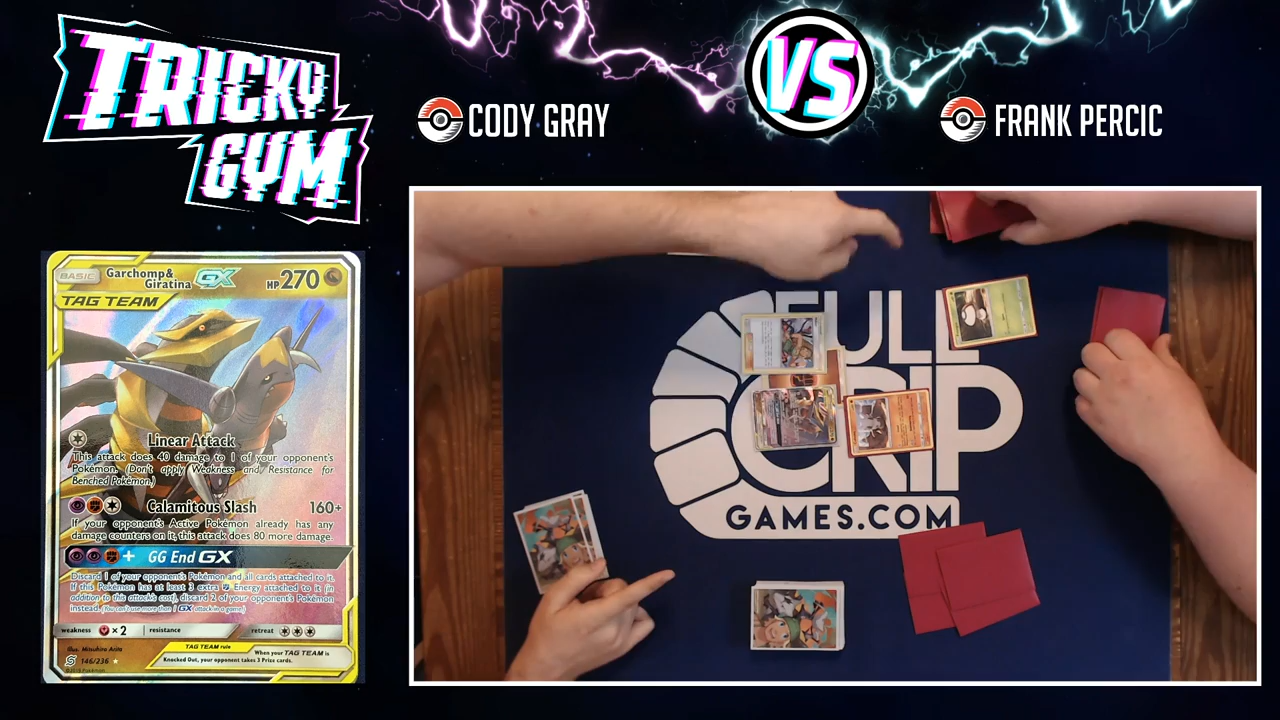 TRICKY
GYM
CODY GRAY
VS
FRANK PERCIC
BASIC
Garchomp&
Giratina GX
HP270
TAG TEAM
Linear Attack
This attack does 40 damage to 1 of your opponent's
Pokémon. (Don't apply Weakness and Resistance for
Benched Pokémon.)
Calamitous Slash 160+
If your opponent's Active Pokémon already has any
damage counters on it, this attack does 80 more damage.
+ GG End GX
Discard 1 of your opponent's Pokémon and all cards attached to it.
If this Pokémon has at least 3 extra Energy attached to it (in
addition to this attack's cost), discard 2 of your opponent's Pokémon
instead. (You can't use more than 1 GX attack in a game.)
weakness ×2 resistance retreat
Illus. Mitsuhiro Arita
146/236
TAG TEAM rule
When your TAG TEAM is
Knocked Out, your opponent takes 3 Prize cards.
FULL
GRIP
GAMES.COM